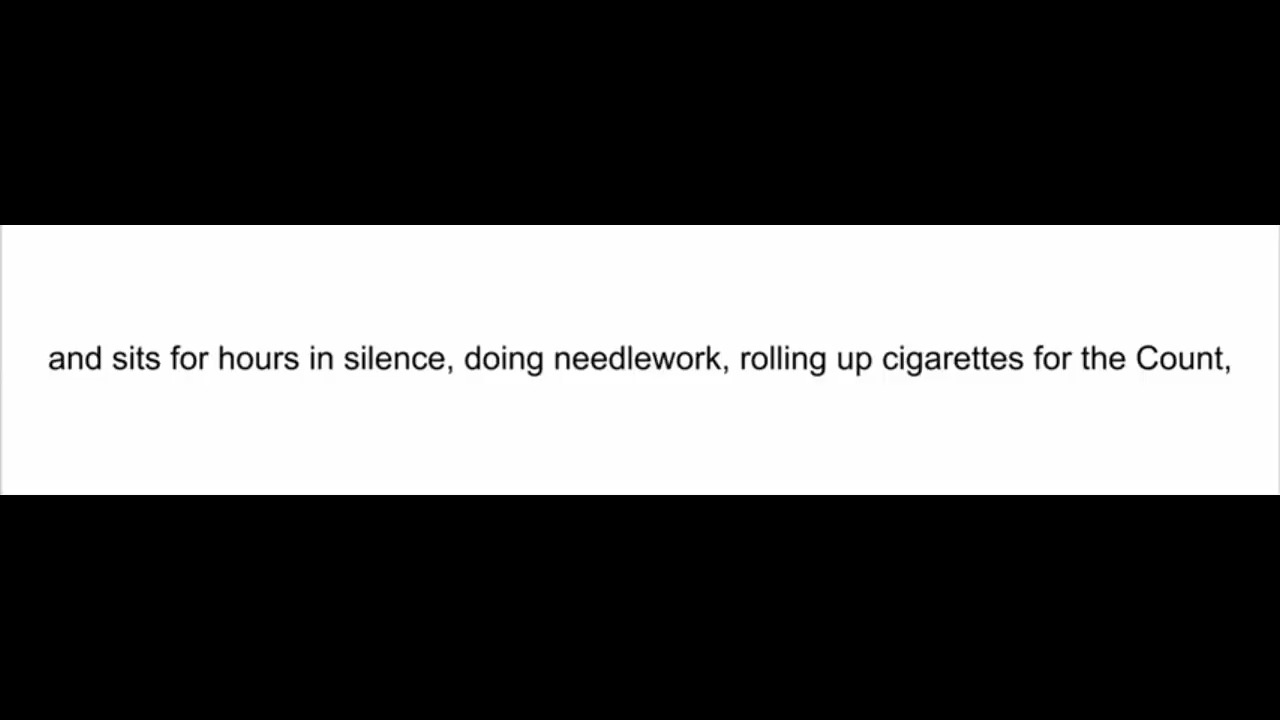 and sits for hours in silence, doing needlework, rolling up cigarettes for the Count,